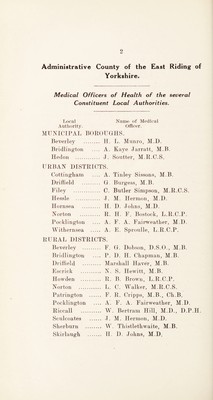 2
Administrative County of the East Riding of
Yorkshire.
Medical Officers of Health of the several
Constituent Local Authorities.
Local Name of Medical
Authority. Officer.
MUNICIPAL BOROUGHS.
Beverley ........ H. L. Munro, M.D.
Bridlington .... A. Kaye Jarratt, M.B.
Hedon ........... J. Soutter, M.R.C.S.
URBAN DISTRICTS.
Cottingham .... A. Tinley Sissons, M.B.
Driffield ........ G Burgess, M.B.
Filey ............ C. Butler Simpson, M.R.C.S.
Hessle .......... J. M. Hermon, M.D.
Hornsea ......... H. D. Johns, M.D.
Norton .......... R. H. F. Bostock, L.R.C.P.
Pocklington .... A. F. A. Fairweather, M.D.
Withernsea ..... A. E. Sproulle, L.R.C.P.
RURAL DISTRICTS.
Beverley ........ F. G. Dobson, D.S.O., M.B.
Bridlington .... P. D. H. Chapman, M.B.
Driffield ........ Marshall Haver, M.B.
Escrick ......... N. S. Hewitt, M.B.
Howden .......... R. B. Brown, L.R.C.P.
Norton .......... L. C. Walker, M.R.C.S.
Patrington ..... F. R. Cripps, M.B., Ch.B.
Pocklington .... A. F. A. Fairweather, M.D.
Riccall ......... W. Bertram Hill, M.D., D.P.H.
Sculcoates ..... J. M. Hermon, M.D.
Sherburn ....... W. Thistlethwaite, M.B.
Skirlaugh ...... H. D. Johns, M.D.